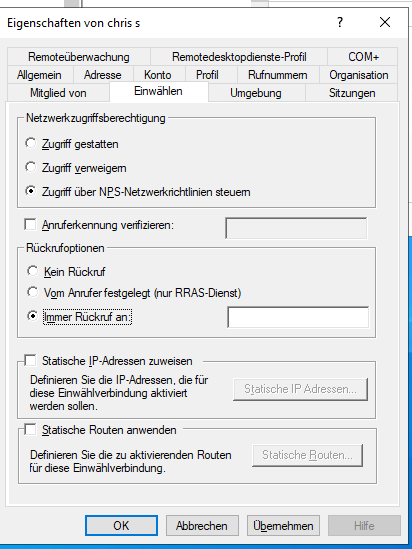 Eigenschaften von chris s
?
Remoteüberwachung Remotedesktopdienste-Profil COM+
Allgemein Adresse Konto Profil Rufnummern Organisation
Mitglied von Einwählen Umgebung Sitzungen
Netzwerkzugriffsberechtigung
Zugriff gestatten
Zugriff verweigern
Zugriff über NPS-Netzwerkrichtlinien steuern
Anruferkennung verifizieren:
Rückrufoptionen
Kein Rückruf
Vom Anrufer festgelegt (nur RRAS-Dienst)
Immer Rückruf an:
Statische IP-Adressen zuweisen
Definieren Sie die IP-Adressen, die für
diese Einwählverbindung aktiviert
werden sollen.
Statische IP Adressen...
Statische Routen anwenden
Definieren Sie die zu aktivierenden Routen
für diese Einwählverbindung.
Statische Routen...
OK Abbrechen Übernehmen Hilfe